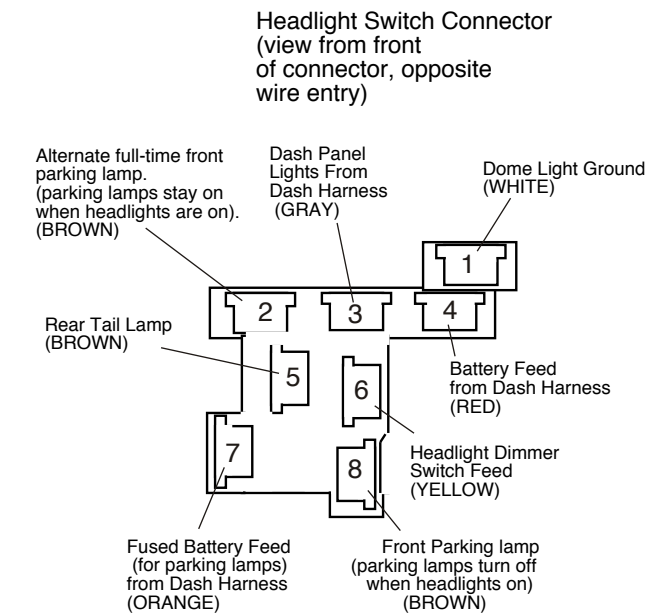 Headlight Switch Connector
(view from front
of connector, opposite
wire entry)
Alternate full-time front
parking lamp.
(parking lamps stay on
when headlights are on).
(BROWN)
Dash Panel
Lights From
Dash Harness
(GRAY)
Dome Light Ground
(WHITE)
1
2
3
4
Rear Tail Lamp
(BROWN)
5
6
Battery Feed
from Dash Harness
(RED)
7
8
Headlight Dimmer
Switch Feed
(YELLOW)
Fused Battery Feed
(for parking lamps)
from Dash Harness
(ORANGE)
Front Parking lamp
(parking lamps turn off
when headlights on)
(BROWN)